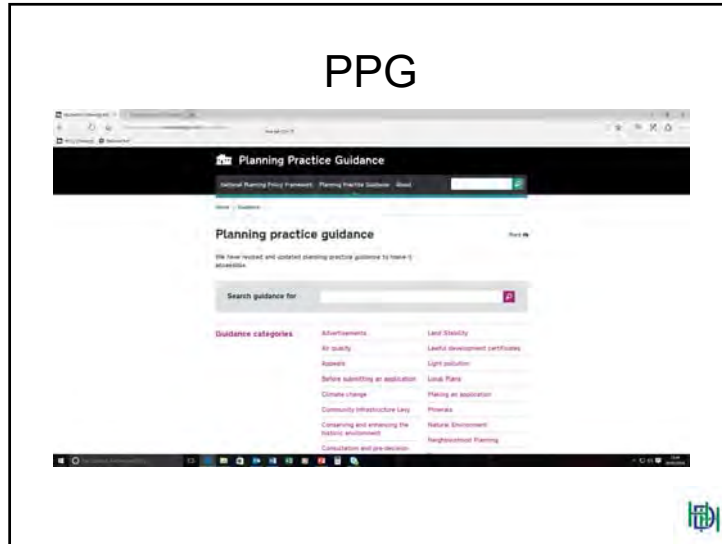 PPG
Planning Practice Guidance
National Planning Policy Framework Planning Practice Guidance About
Home Guidance
Planning practice guidance
We have revised and updated planning practice guidance to make it
accessible.
Search guidance for
Guidance categories
Advertisements
Air quality
Appeals
Before submitting an application
Climate change
Community Infrastructure Levy
Conserving and enhancing the
historic environment
Consultation and pre-decision
Land Stability
Lawful development certificates
Light pollution
Local Plans
Making an application
Minerals
Natural Environment
Neighbourhood Planning